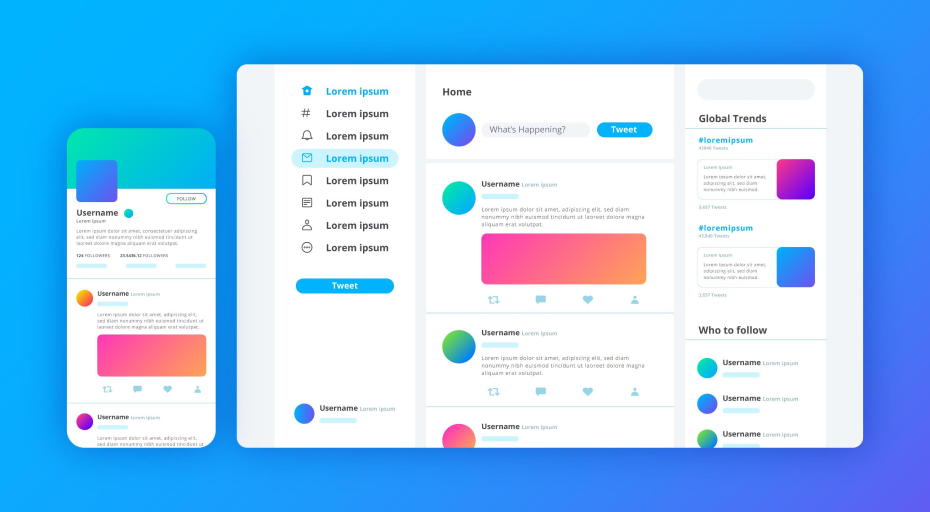 FOLLOW
Username
Lorem ipsum
Lorem ipsum dolor sit amet, consectetuer adipiscing
elit, sed diam nonummy nibh euismod tincidunt ut
laoreet dolore magna aliquam erat volutpat.
124 FOLLOWERS 23.5436.12 FOLLOWERS
Username Lorem ipsum
Lorem ipsum dolor sit amet, adipiscing elit, sed
diam nonummy nibh euismod tincidunt ut laoreet
dolore magna aliquam erat volutpat.
Username Lorem ipsum
Lorem ipsum dolor sit amet, adipiscing elit,
sed diam nonummy nibh euismod tincidunt ut
Lorem ipsum
Lorem ipsum
Lorem ipsum
Lorem ipsum
Lorem ipsum
Lorem ipsum
Lorem ipsum
Lorem ipsum
Tweet
Username Lorem ipsum
Home
What's Happening?
Tweet
Username Lorem ipsum
Lorem ipsum dolor sit amet, adipiscing elit, sed diam
nonummy nibh euismod tincidunt ut laoreet dolore magna
aliquam erat volutpat.
Username Lorem ipsum
Lorem ipsum dolor sit amet, adipiscing elit, sed diam
nonummy nibh euismod tincidunt ut laoreet dolore magna
aliquam erat volutpat.
Username Lorem ipsum
Global Trends
#loremipsum
Tweets
Lorem ipsum
Lorem ipsum dolor sit amet,
adipiscing elit, sed diam
nonummy nibh euismod
3,657 Tweets
#loremipsum
Tweets
Lorem ipsum
Lorem ipsum dolor sit amet,
adipiscing elit, sed diam
nonummy nibh euismod
3,657 Tweets
Who to follow
Username Lorem ipsum
Username Lorem ipsum
Username Lorem ipsum